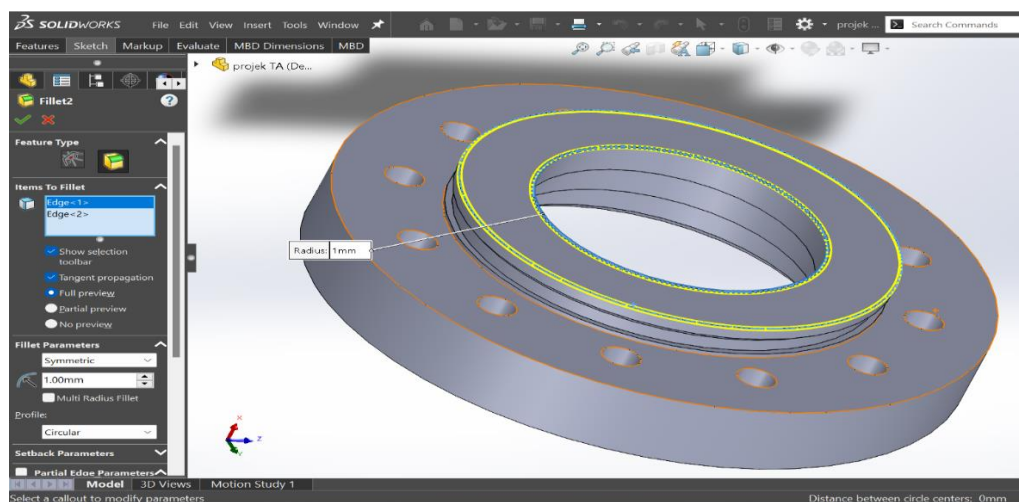 SOLIDWORKS File Edit View Insert Tools Window projek ... Search Commands
Features Sketch Markup Evaluate MBD Dimensions MBD
projek TA (De...
Fillet2
Feature Type
Items To Fillet
Edge<1>
Edge<2>
Show selection
toolbar
Tangent propagation
Full preview
Partial preview
No preview
Radius: 1mm
Fillet Parameters
Symmetric
1.00mm
Multi Radius Fillet
Profile:
Circular
Setback Parameters
Partial Edge Parameters
x
z
Y
Model 3D Views Motion Study 1
Select a callout to modify parameters Distance between circle centers: 0mm